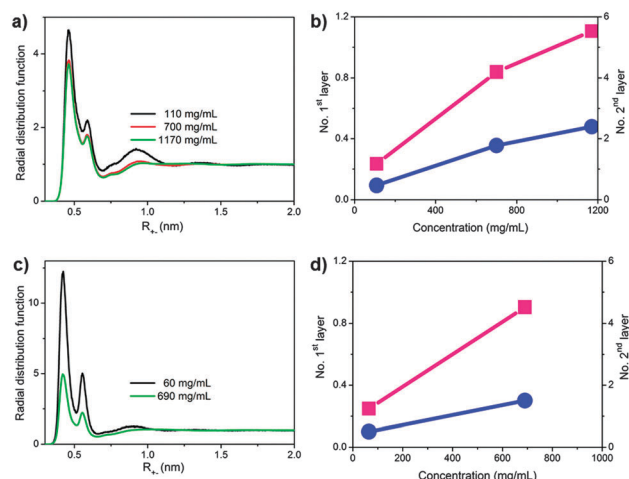 a)
Radial distribution function
4
2
0
110 mg/mL
700 mg/mL
1170 mg/mL
0.5 1.0 1.5 2.0
R+- (nm)
b)
No. 1st layer
1.2
0.8
0.4
0.0
0 400 800 1200
Concentration (mg/mL)
6
4
2
0
No. 2nd layer
c)
Radial distribution function
10
5
0
60 mg/mL
690 mg/mL
0.5 1.0 1.5 2.0
R+- (nm)
d)
No. 1st layer
1.2
0.8
0.4
0.0
0 200 400 600 800 1000
Concentration (mg/mL)
6
4
2
0
No. 2nd layer